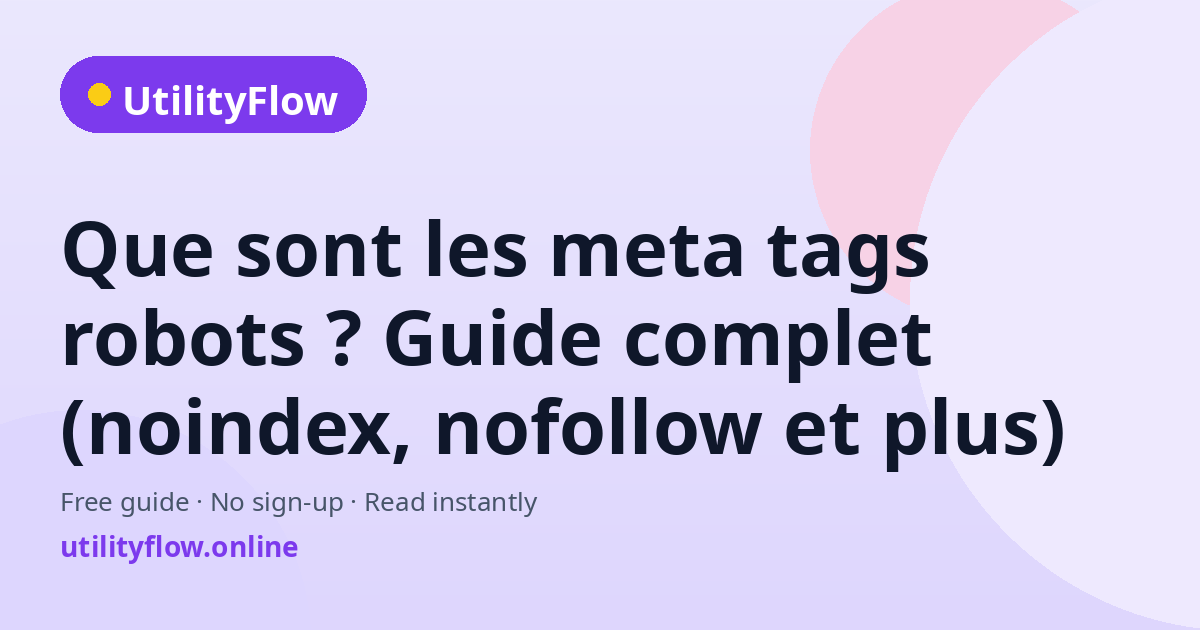 UtilityFlow
Que sont les meta tags
robots ? Guide complet
(noindex, nofollow et plus)
Free guide · No sign-up · Read instantly
utilityflow.online